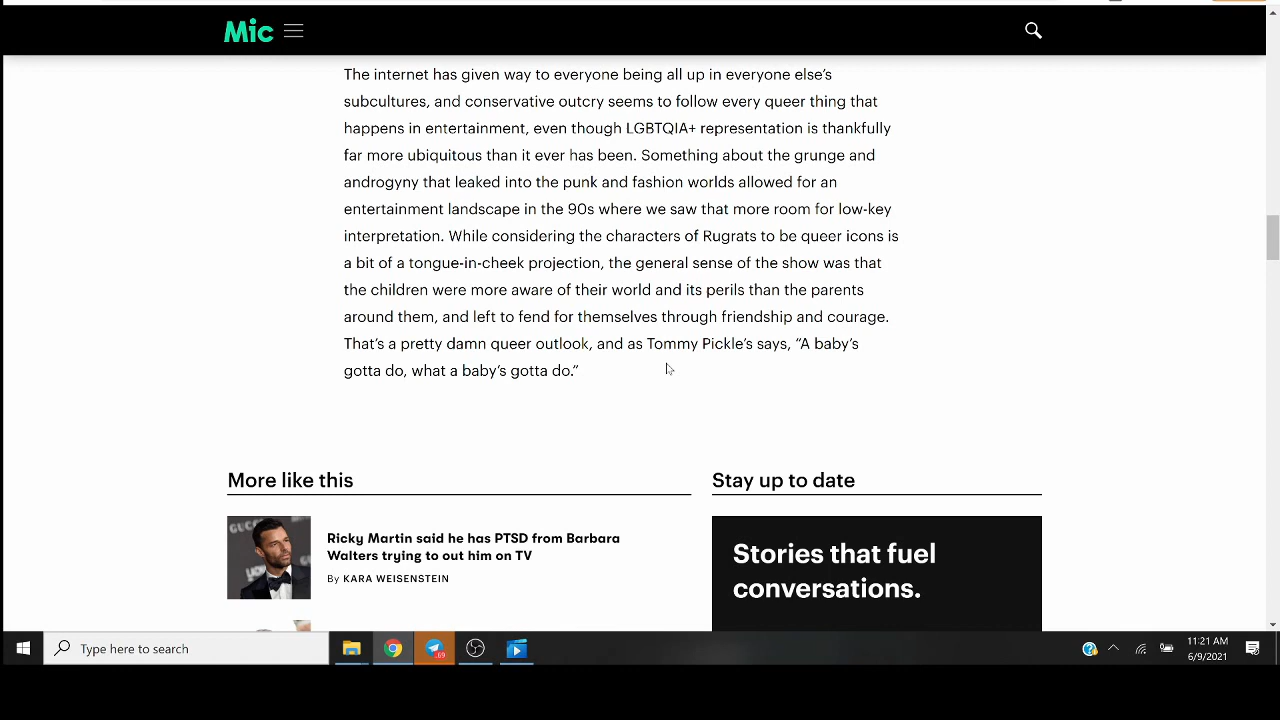 Mic
The internet has given way to everyone being all up in everyone else’s
subcultures, and conservative outcry seems to follow every queer thing that
happens in entertainment, even though LGBTQIA+ representation is thankfully
far more ubiquitous than it ever has been. Something about the grunge and
androgyny that leaked into the punk and fashion worlds allowed for an
entertainment landscape in the 90s where we saw that more room for low-key
interpretation. While considering the characters of Rugrats to be queer icons is
a bit of a tongue-in-cheek projection, the general sense of the show was that
the children were more aware of their world and its perils than the parents
around them, and left to fend for themselves through friendship and courage.
That’s a pretty damn queer outlook, and as Tommy Pickle’s says, “A baby’s
gotta do, what a baby’s gotta do.”
More like this
GUCCI
Ricky Martin said he has PTSD from Barbara
Walters trying to out him on TV
By KARA WEISENSTEIN
Stay up to date
Stories that fuel
conversations.
Type here to search
69
11:21 AM
6/9/2021